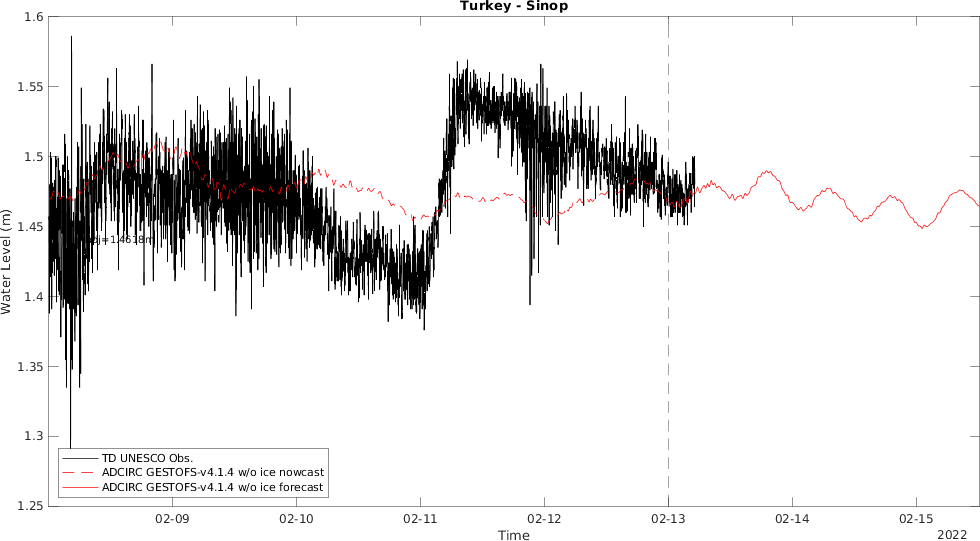 Turkey - Sinop
1.6
1.55
1.5
1.45
1.4
1.35
1.3
1.25
Water Level (m)
TD UNESCO Obs.
ADCIRC GESTOFS-v4.1.4 w/o ice nowcast
ADCIRC GESTOFS-v4.1.4 w/o ice forecast
02-09
02-10
02-11
02-12
02-13
02-14
02-15
Time
2022